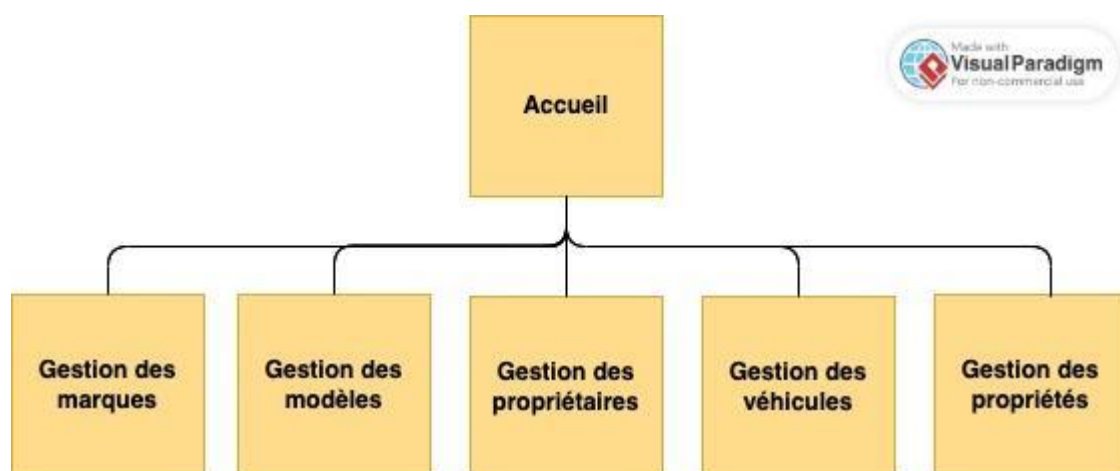 Made with
Visual Paradigm
For non-commercial use
Accueil
Gestion des
marques
Gestion des
modèles
Gestion des
propriétaires
Gestion des
véhicules
Gestion des
propriétés